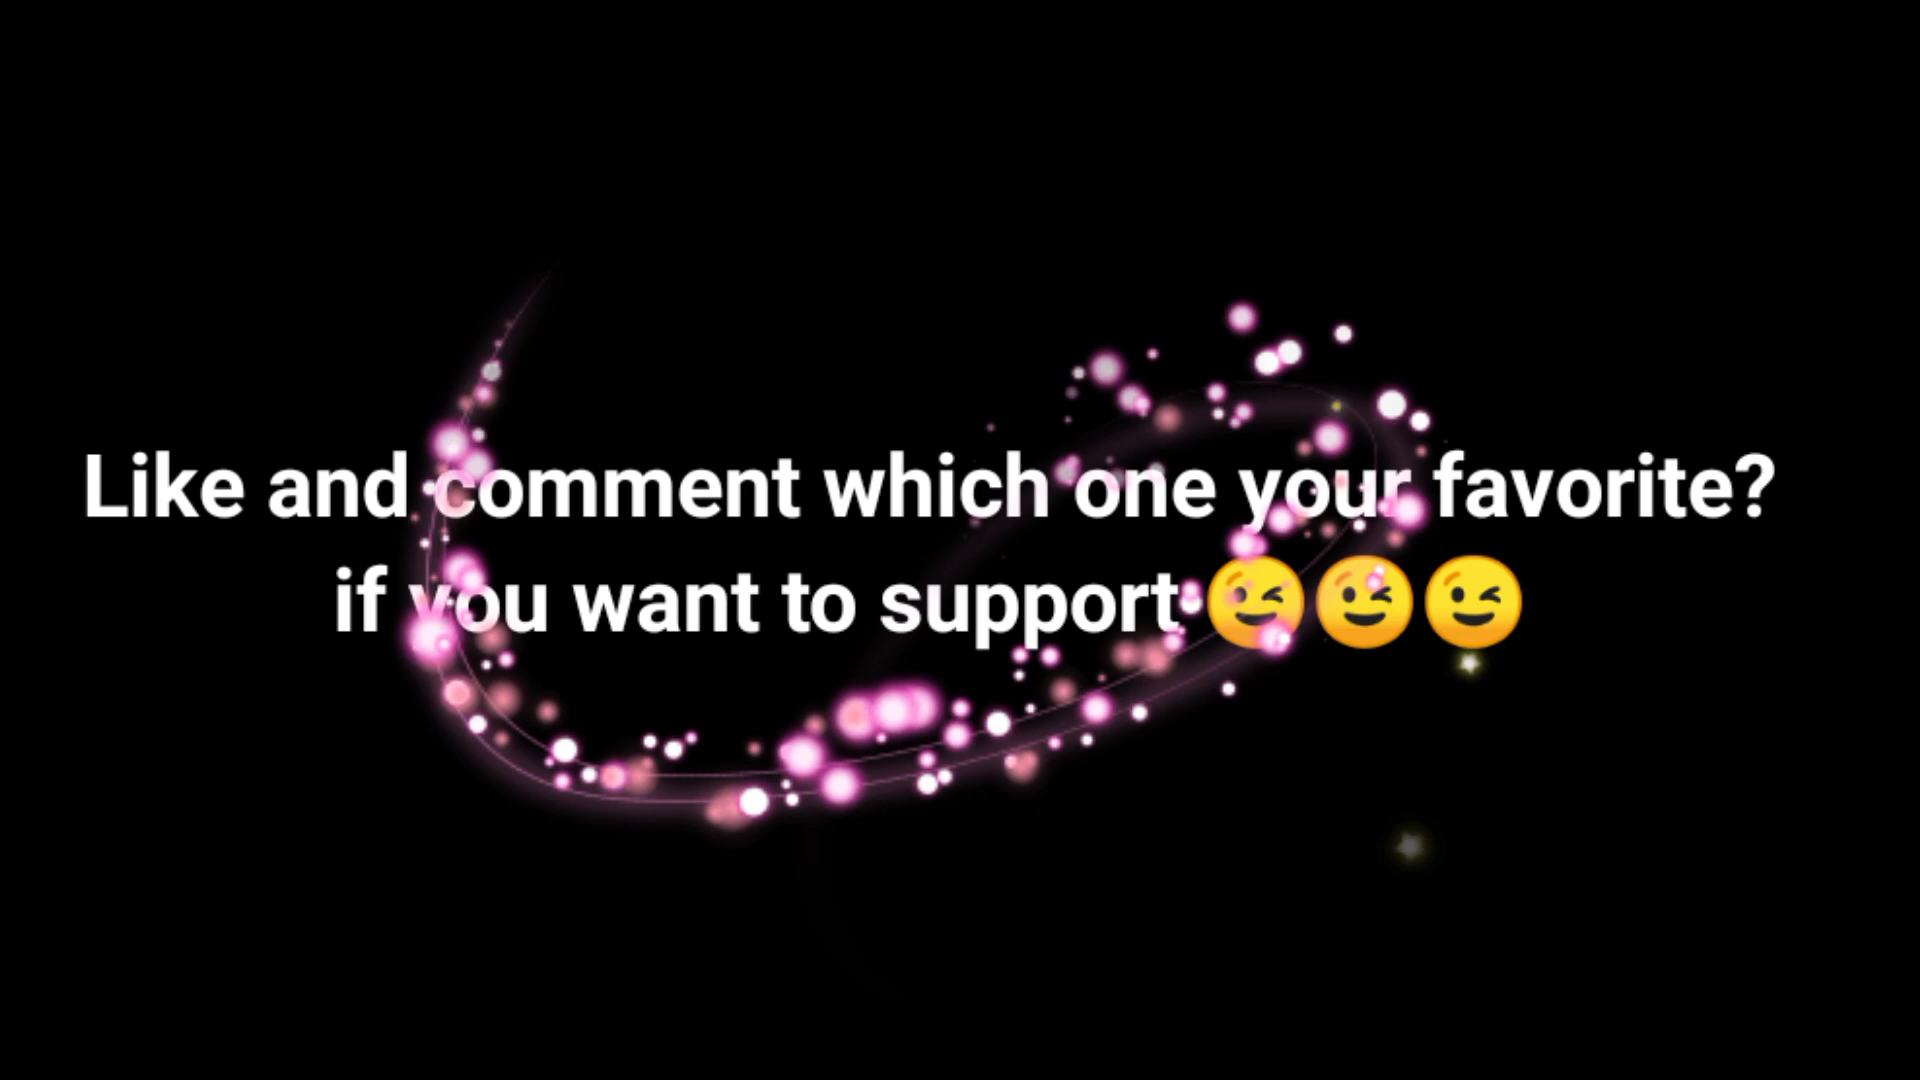 Like and comment which one your favorite?
if you want to support 😉😉😉